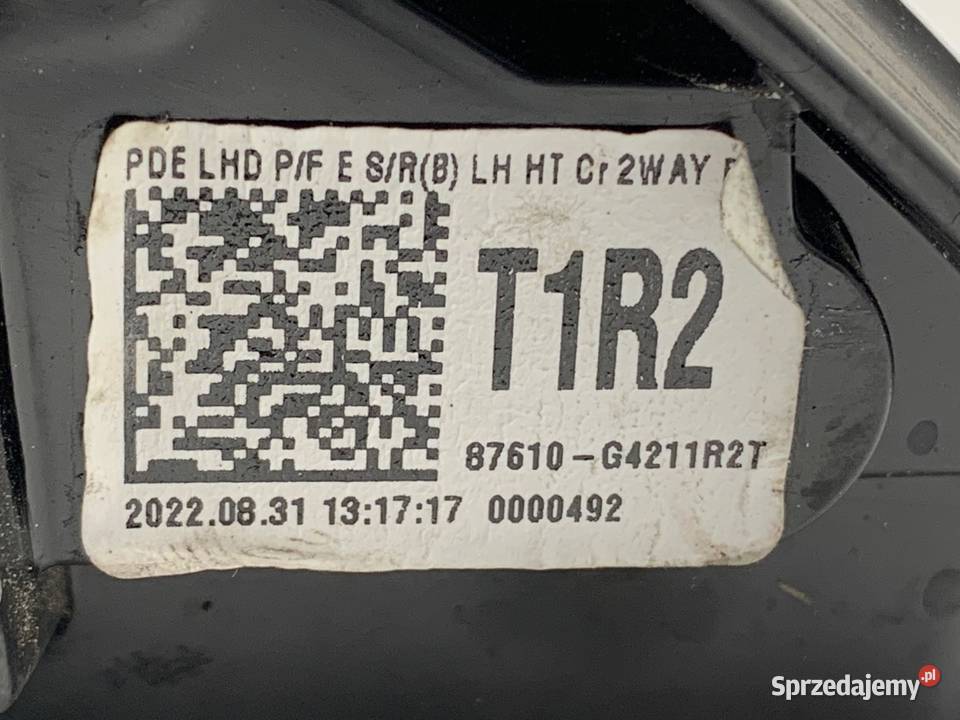 PDE LHD P/F E S/R(B) LH HT Cr 2WAY
T1R2
87610-G4211R2T
2022.08.31 13:17:17 0000492
Sprzedajemy.pl